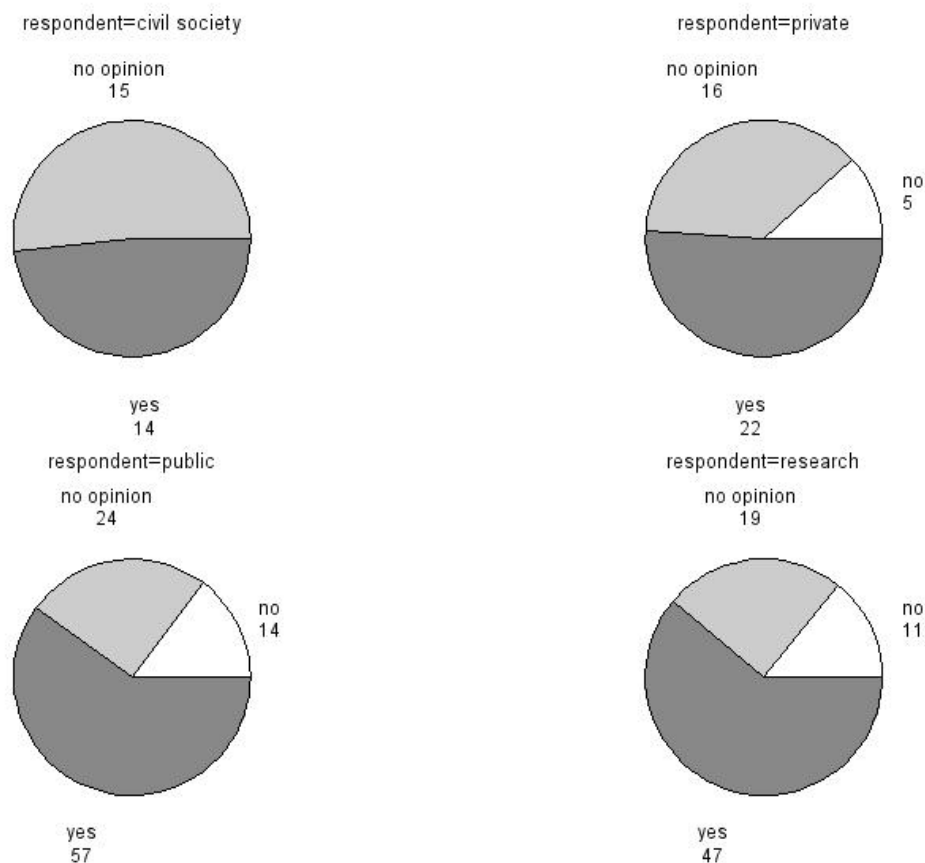 respondent=civil society
no opinion
15
yes
14
respondent=private
no opinion
16
no
5
yes
22
respondent=public
no opinion
24
no
14
yes
57
respondent=research
no opinion
19
no
11
yes
47